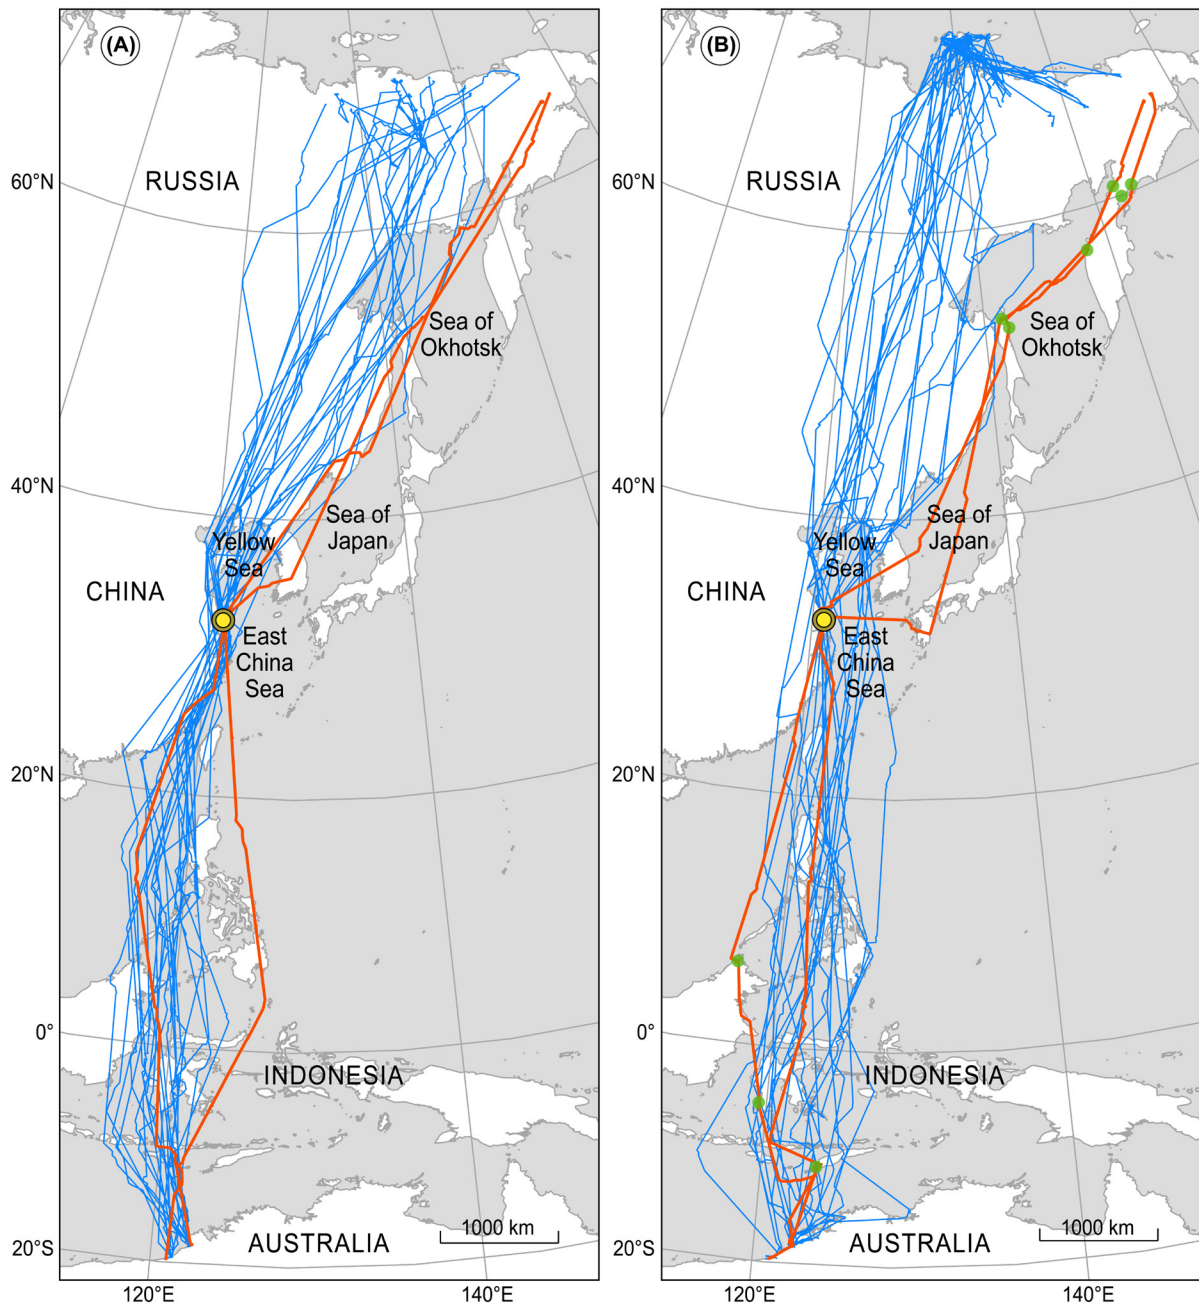 (A)
RUSSIA
60°N
Sea of
Okhotsk
40°N
Sea of
Japan
Yellow
Sea
CHINA
East
China
Sea
20°N
0°
INDONESIA
1000 km
AUSTRALIA
20°S
120°E
140°E
(B)
RUSSIA
60°N
Sea of
Okhotsk
40°N
Sea of
Japan
Yellow
Sea
CHINA
East
China
Sea
20°N
0°
INDONESIA
1000 km
AUSTRALIA
20°S
120°E
140°E